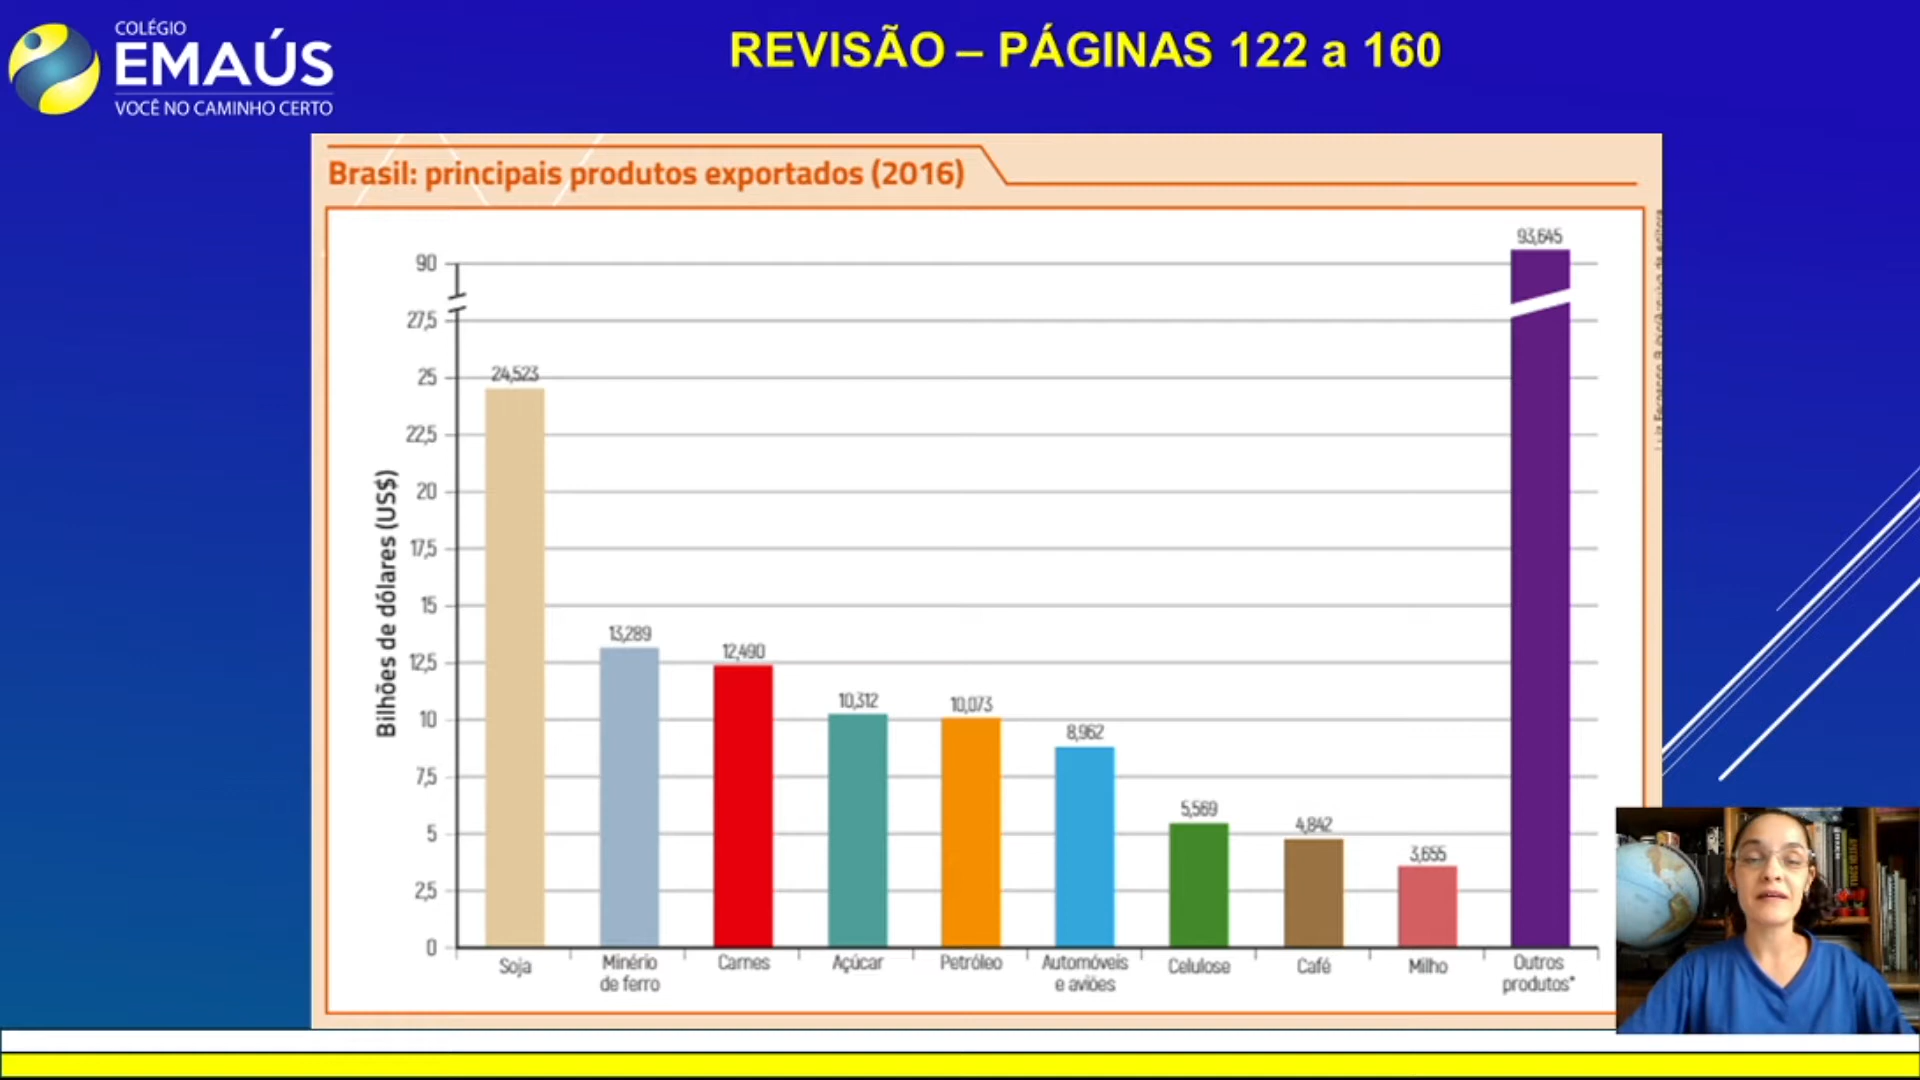 COLÉGIO
EMAÚS
VOCÊ NO CAMINHO CERTO
REVISÃO – PÁGINAS 122 a 160
Brasil: principais produtos exportados (2016)
Bilhões de dólares (US$)
90
27,5
25
22,5
20
17,5
15
12,5
10
7,5
5
2,5
0
24,523
13,289
12,490
10,312
10,073
8,962
5,569
4,842
3,655
93,645
Soja
Minério
de ferro
Carnes
Açúcar
Petróleo
Automóveis
e aviões
Celulose
Café
Milho
Outros
produtos*